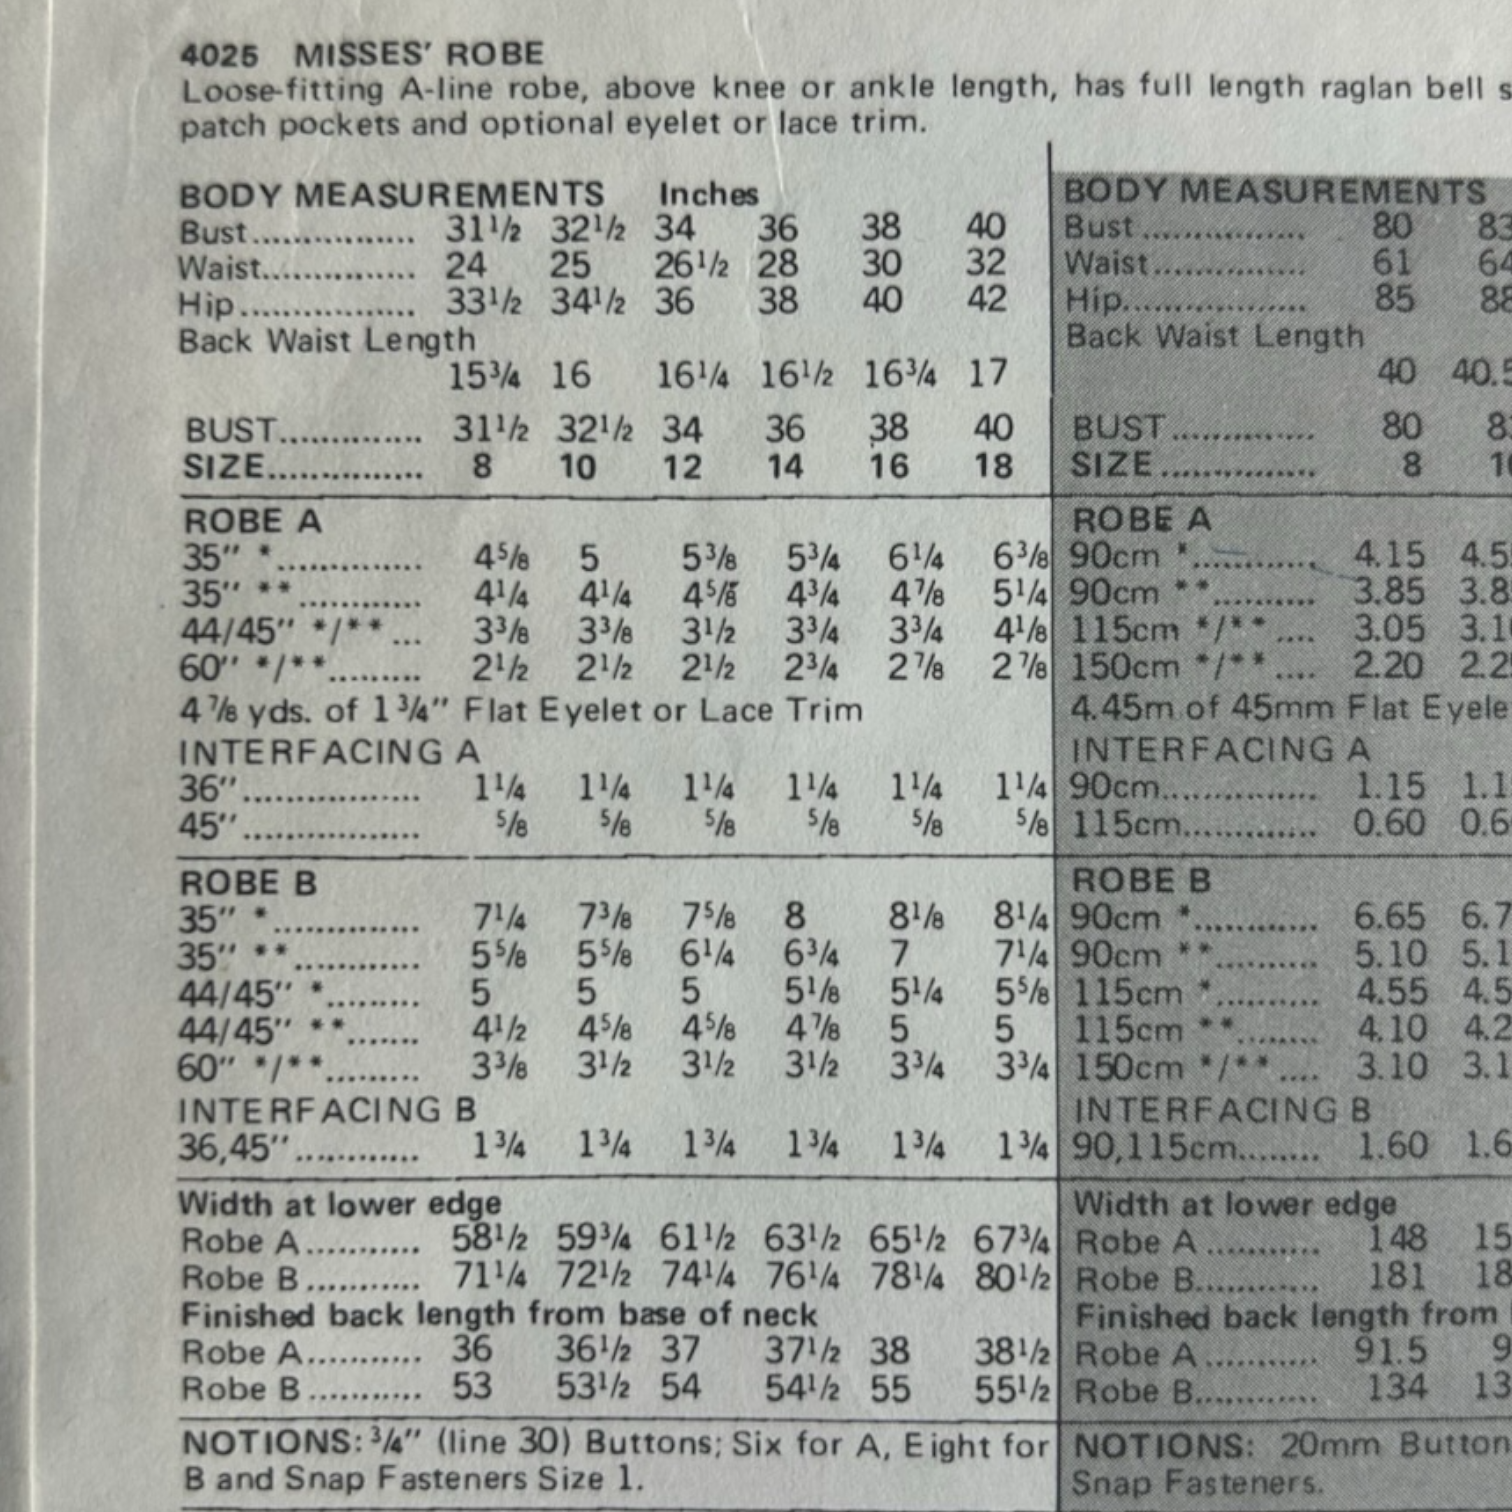 4025 MISSES' ROBE
Loose-fitting A-line robe, above knee or ankle length, has full length raglan bell
patch pockets and optional eyelet or lace trim.
BODY MEASUREMENTS Inches
Bust................ 31½ 32½ 34 36 38 40
Waist............... 24 25 26½ 28 30 32
Hip................. 33½ 34½ 36 38 40 42
Back Waist Length
15¾ 16 16¼ 16½ 16¾ 17
BUST.............. 31½ 32½ 34 36 38 40
SIZE............... 8 10 12 14 16 18
ROBE A
35'' *.............. 4⅝ 5 5⅜ 5¾ 6¼ 6⅜
35'' **............ 4¼ 4¼ 4⅝ 4¾ 4⅞ 5¼
44/45'' */** ... 3⅜ 3⅜ 3½ 3¾ 3¾ 4⅛
60'' */**......... 2½ 2½ 2½ 2¾ 2⅞ 2⅞
4⅞ yds. of 1¾'' Flat Eyelet or Lace Trim
INTERFACING A
36''................. 1¼ 1¼ 1¼ 1¼ 1¼ 1¼
45''................. ⅝ ⅝ ⅝ ⅝ ⅝ ⅝
ROBE B
35'' *.............. 7¼ 7⅜ 7⅝ 8 8⅛ 8¼
35'' **............ 5⅝ 5⅝ 6¼ 6¾ 7 7¼
44/45'' *......... 5 5 5 5⅛ 5¼ 5⅝
44/45'' **....... 4½ 4⅝ 4⅝ 4⅞ 5 5
60'' */**......... 3⅜ 3½ 3½ 3½ 3¾ 3¾
INTERFACING B
36,45''............ 1¾ 1¾ 1¾ 1¾ 1¾ 1¾
Width at lower edge
Robe A........... 58½ 59¾ 61½ 63½ 65½ 67¾
Robe B........... 71¼ 72½ 74¼ 76¼ 78¼ 80½
Finished back length from base of neck
Robe A........... 36 36½ 37 37½ 38 38½
Robe B........... 53 53½ 54 54½ 55 55½
NOTIONS: ¾'' (line 30) Buttons; Six for A, Eight for
B and Snap Fasteners Size 1.
BODY MEASUREMENTS
Bust................ 80
Waist............... 61
Hip.................. 85
Back Waist Length
40 40.5
BUST.............. 80
SIZE............... 8
ROBE A
90cm *............ 4.15
90cm **.......... 3.85
115cm */** .... 3.05
150cm */** .... 2.20
4.45m of 45mm Flat
INTERFACING A
90cm............... 1.15
115cm............. 0.60
ROBE B
90cm *............ 6.65
90cm **.......... 5.10
115cm *.......... 4.55
115cm **........ 4.10
150cm */** .... 3.10
INTERFACING B
90,115cm........ 1.60
Width at lower edge
Robe A ........... 148
Robe B............ 181
Finished back length from
Robe A ........... 91.5
Robe B............ 134
NOTIONS: 20mm
Snap Fasteners.